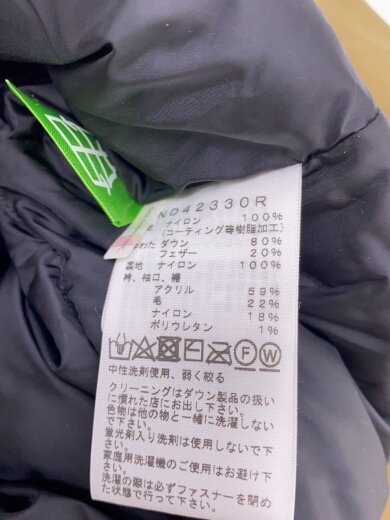 ND42330R
ナイロン 100%
(コーティング等樹脂加工)
わた ダウン 80%
フェザー 20%
裏地 ナイロン 100%
衿、袖口、裾
アクリル 59%
毛 22%
ナイロン 18%
ポリウレタン 1%
F W
中性洗剤使用、弱く絞る
クリーニングはダウン製品の扱い
に慣れた店にお出し下さい。
色物は他の物と一緒に洗濯しない
で下さい。
蛍光剤入り洗剤は使用しないで下
さい。
家庭用洗濯機のご使用はお避け下
さい。
洗濯の際は必ずファスナーを閉め
た状態で行って下さい。